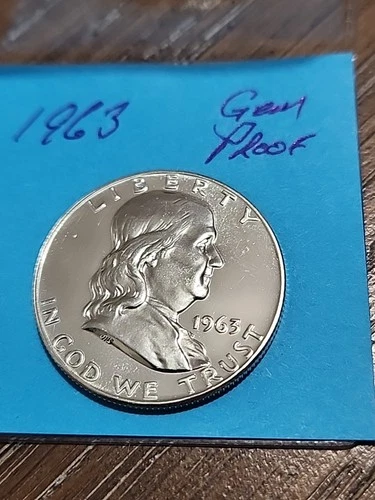 1963
Gem
Proof
LIBERTY
1963
IN GOD WE TRUST